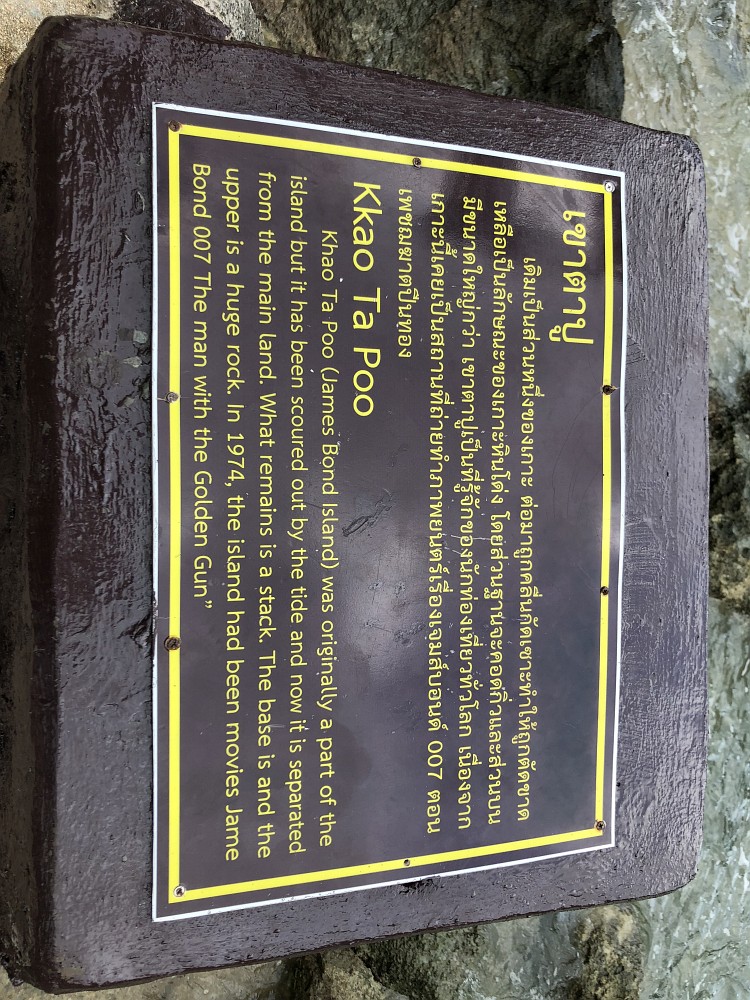 เขาตาปู
เดิมเป็นส่วนหนึ่งของเกาะ ต่อมาถูกคลื่นกัดเซาะทำให้ถูกตัดขาด
เหลือเป็นลักษณะของเกาะหินโด่ง โดยส่วนฐานจะคอดกิ่วและส่วนบน
มีขนาดใหญ่กว่า เขาตาปูเป็นที่รู้จักของนักท่องเที่ยวทั่วโลก เนื่องจาก
เกาะนี้เคยเป็นสถานที่ถ่ายทำภาพยนตร์เรื่องเจมส์บอนด์ 007 ตอน
เพชฌฆาตปืนทอง
Kkao Ta Poo
Khao Ta Poo (James Bond Island) was originally a part of the
island but it has been scoured out by the tide and now it is separated
from the main land. What remains is a stack. The base is and the
upper is a huge rock. In 1974, the island had been movies Jame
Bond 007 The man with the Golden Gun”